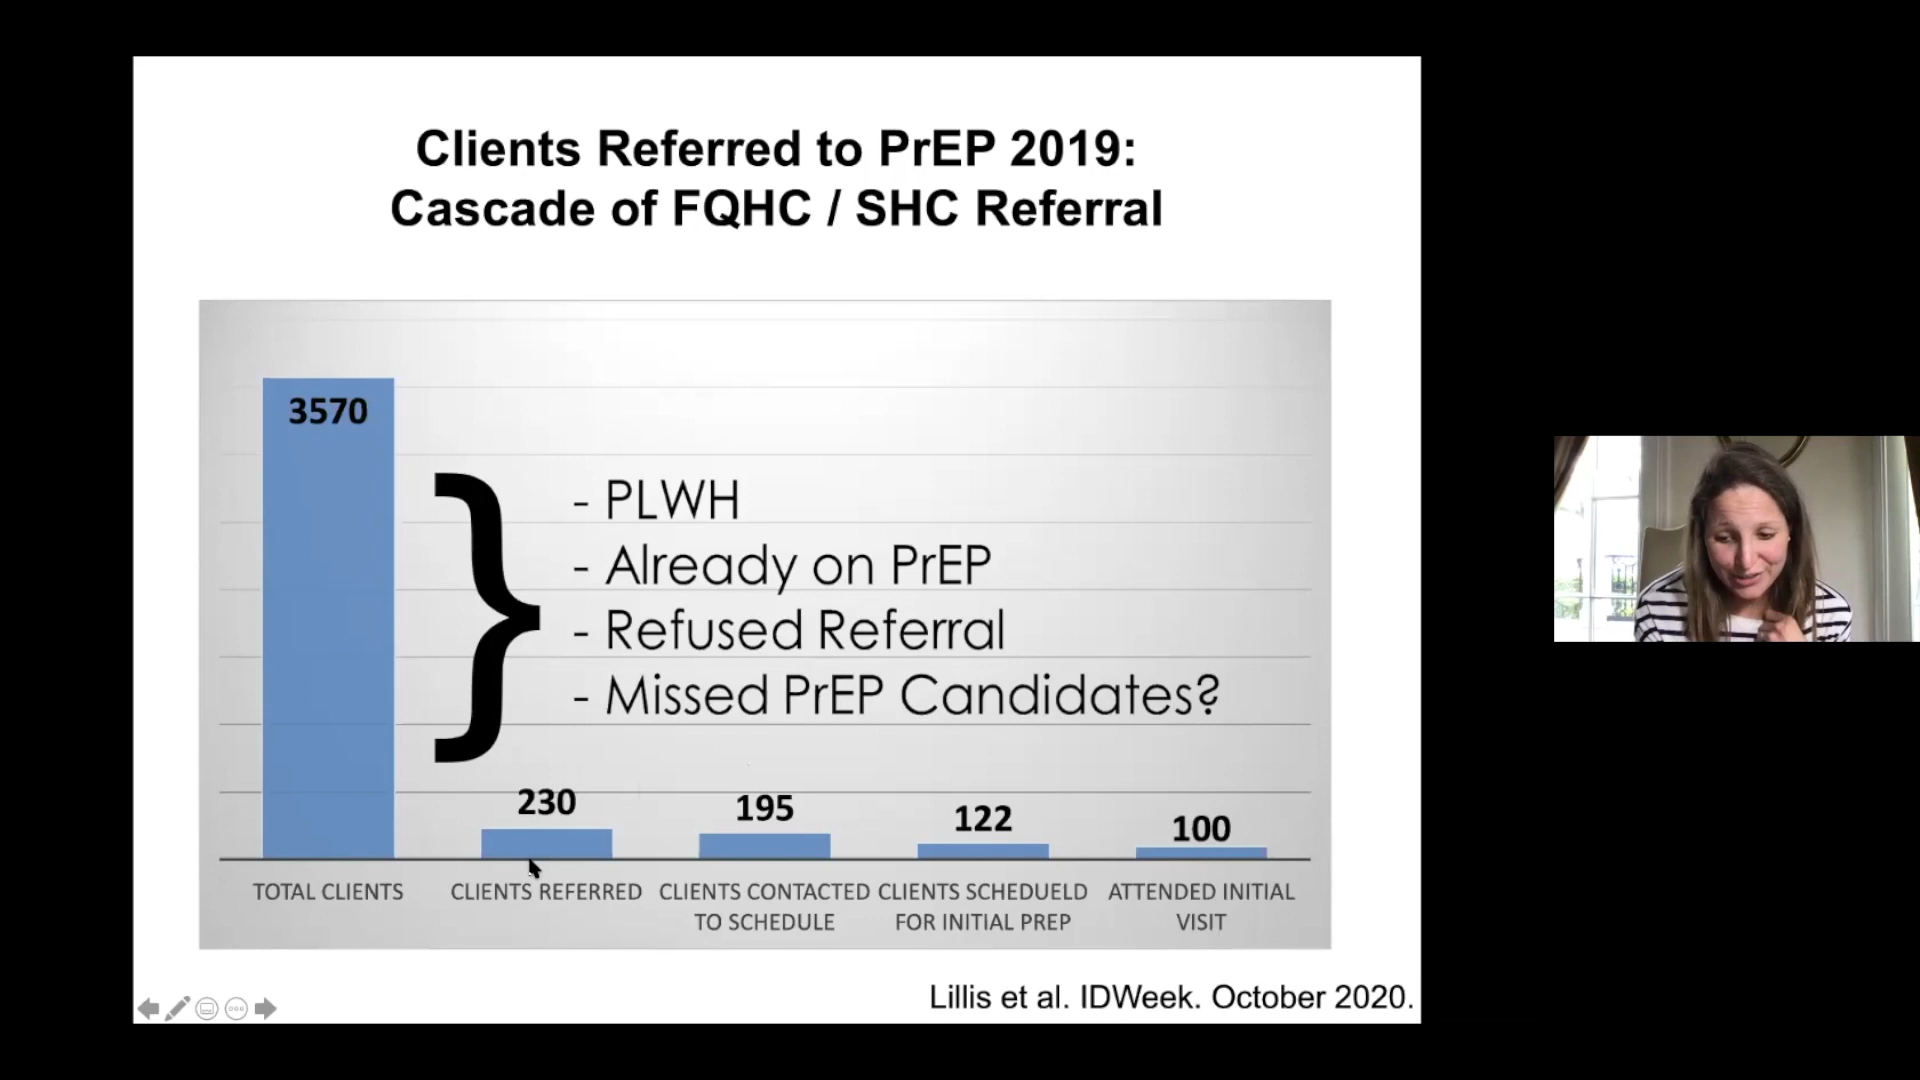 Clients Referred to PrEP 2019:
Cascade of FQHC / SHC Referral
3570
- PLWH
- Already on PrEP
- Refused Referral
- Missed PrEP Candidates?
230
195
122
100
TOTAL CLIENTS
CLIENTS REFERRED
CLIENTS CONTACTED
TO SCHEDULE
CLIENTS SCHEDUELD
FOR INITIAL PREP
ATTENDED INITIAL
VISIT
Lillis et al. IDWeek. October 2020.